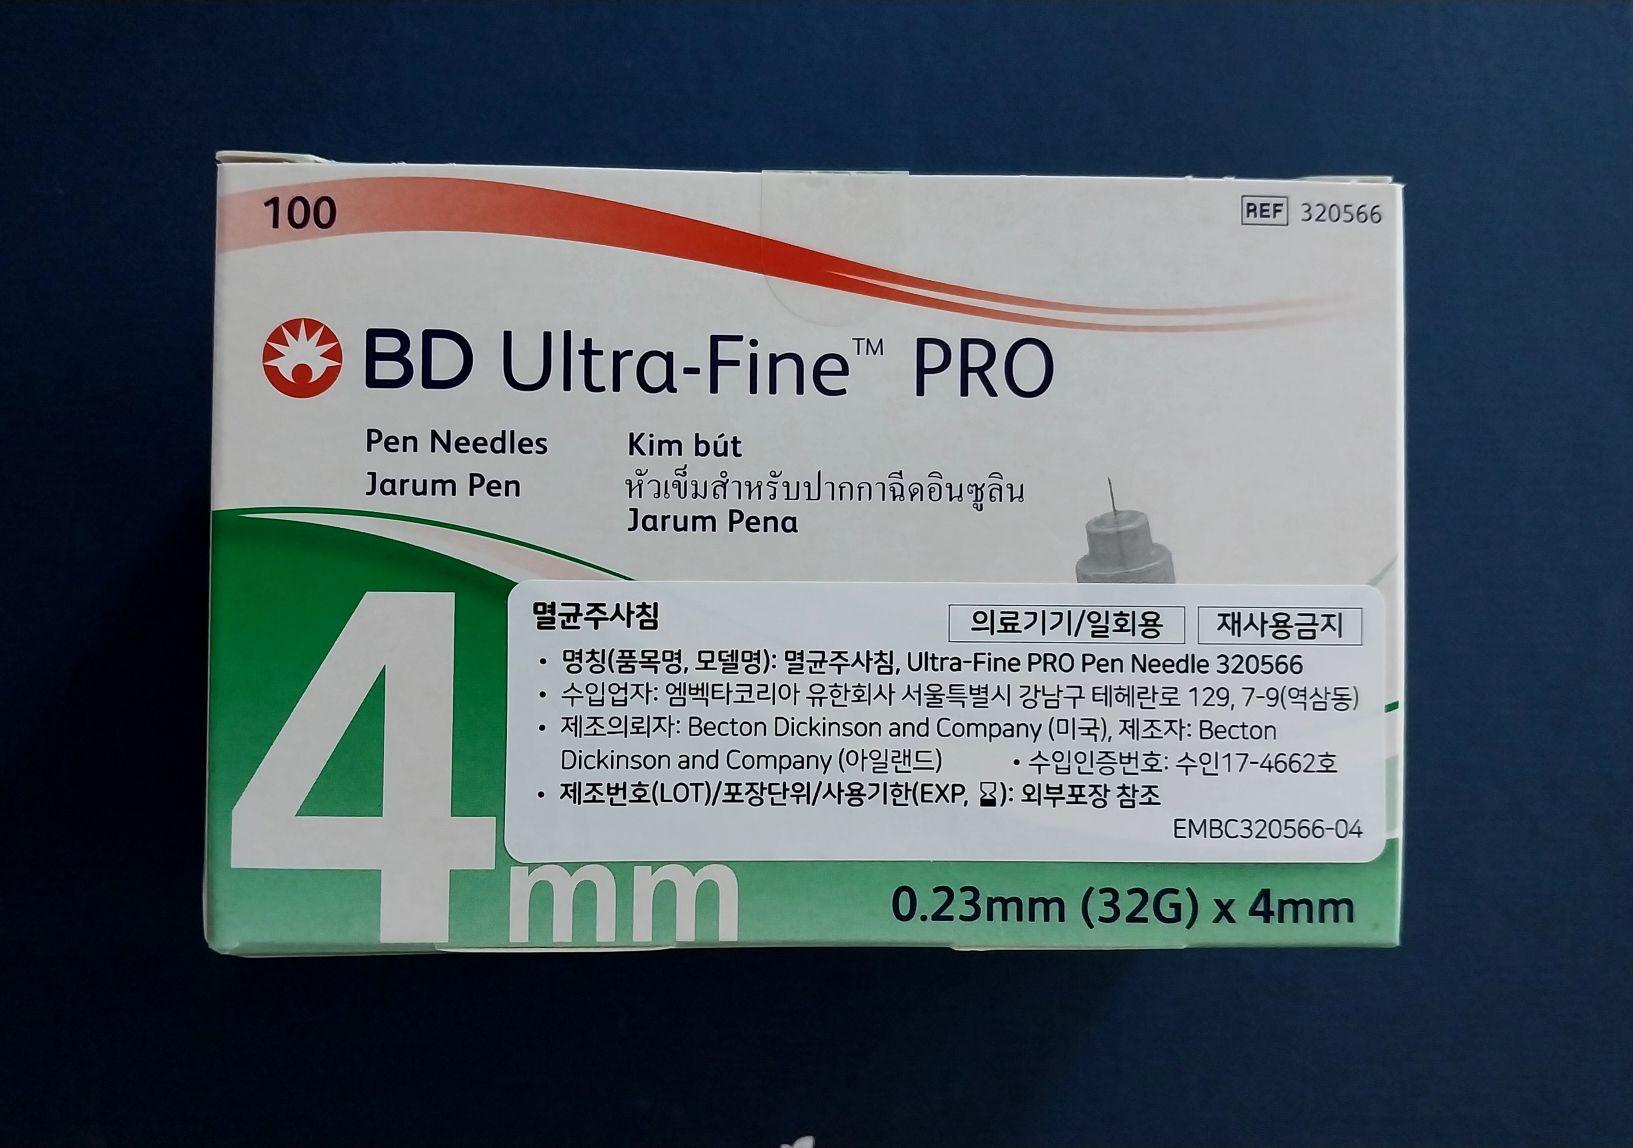 100
REF 320566
BD Ultra-Fine™ PRO
Pen Needles
Jarum Pen
Kim bút
หัวเข็มสำหรับปากกาฉีดอินซูลิน
Jarum Pena
멸균주사침
의료기기/일회용 재사용금지
• 명칭(품목명, 모델명): 멸균주사침, Ultra-Fine PRO Pen Needle 320566
• 수입업자: 엠벡타코리아 유한회사 서울특별시 강남구 테헤란로 129, 7-9(역삼동)
• 제조의뢰자: Becton Dickinson and Company (미국), 제조자: Becton
Dickinson and Company (아일랜드) • 수입인증번호: 수인17-4662호
• 제조번호(LOT)/포장단위/사용기한(EXP, ⌛): 외부포장 참조
EMBC320566-04
4mm
0.23mm (32G) x 4mm